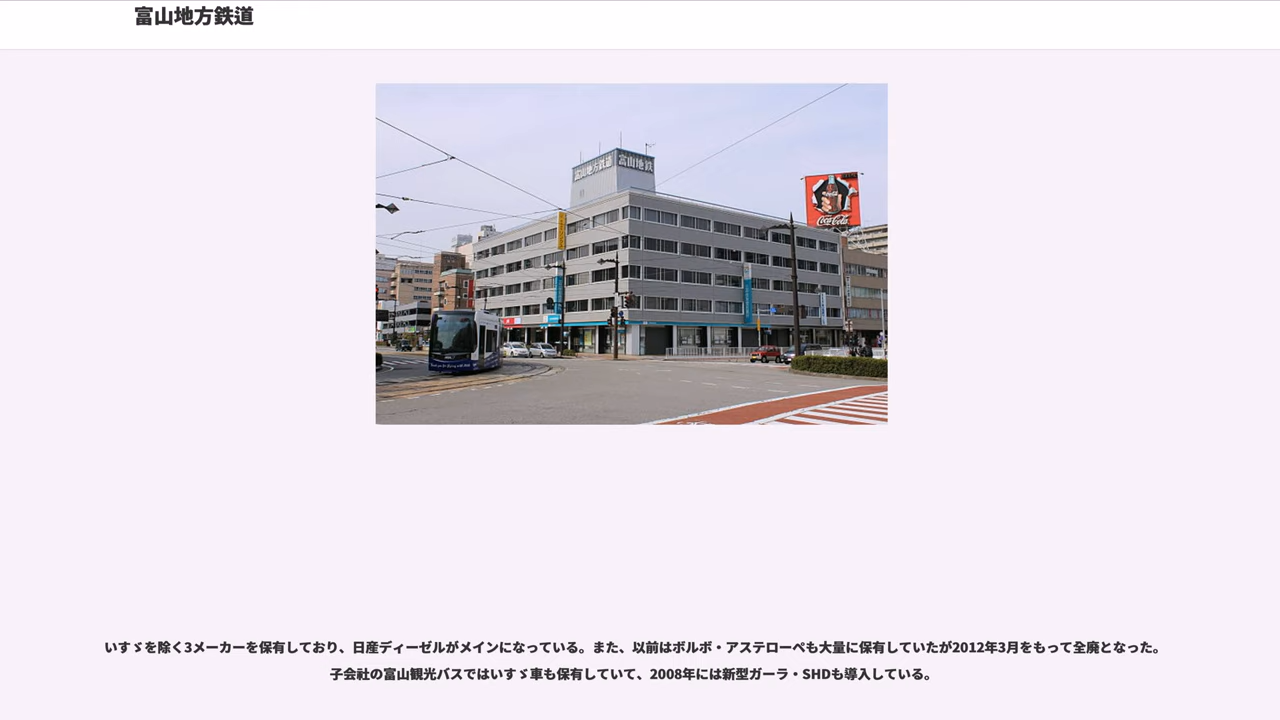 富山地方鉄道
富山地方鉄道 富山地鉄
Coca-Cola
いすゞを除く3メーカーを保有しており、日産ディーゼルがメインになっている。また、以前はボルボ・アステローペも大量に保有していたが2012年3月をもって全廃となった。
子会社の富山観光バスではいすゞ車も保有していて、2008年には新型ガーラ・SHDも導入している。